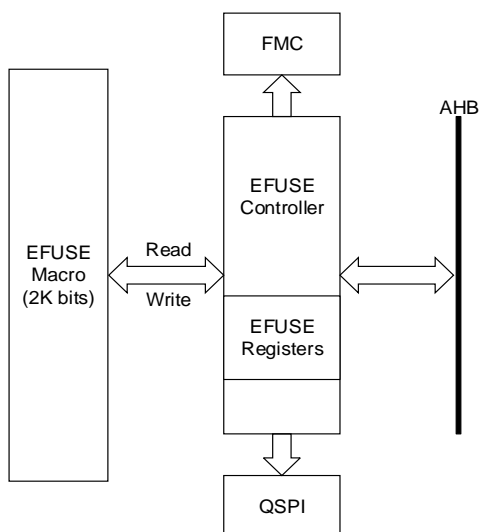 FMC
AHB
EFUSE
Controller
EFUSE
Macro
(2K bits)
Read
Write
EFUSE
Registers
QSPI